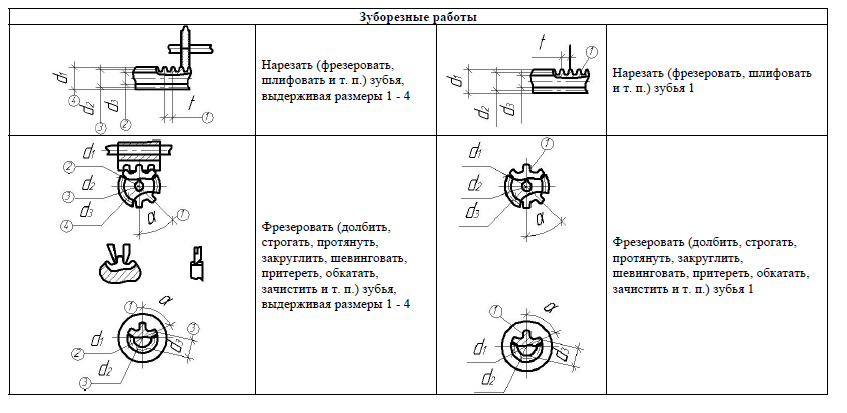 Зуборезные работы
d1
d2
d3
t
4
3
2
1
Нарезать (фрезеровать,
шлифовать и т. п.) зубья,
выдерживая размеры 1 - 4
t
1
d1
d2
d3
Нарезать (фрезеровать, шлифовать
и т. п.) зубья 1
d1
2
d2
3
d3
4
α
1
1
α
d1
3
d3
2
d2
3
Фрезеровать (долбить,
строгать, протянуть,
закруглить, шевинговать,
притереть, обкатать,
зачистить и т. п.) зубья,
выдерживая размеры 1 - 4
1
d1
d2
d3
α
1
α
d1
d3
d2
Фрезеровать (долбить, строгать,
протянуть, закруглить,
шевинговать, притереть, обкатать,
зачистить и т. п.) зубья 1